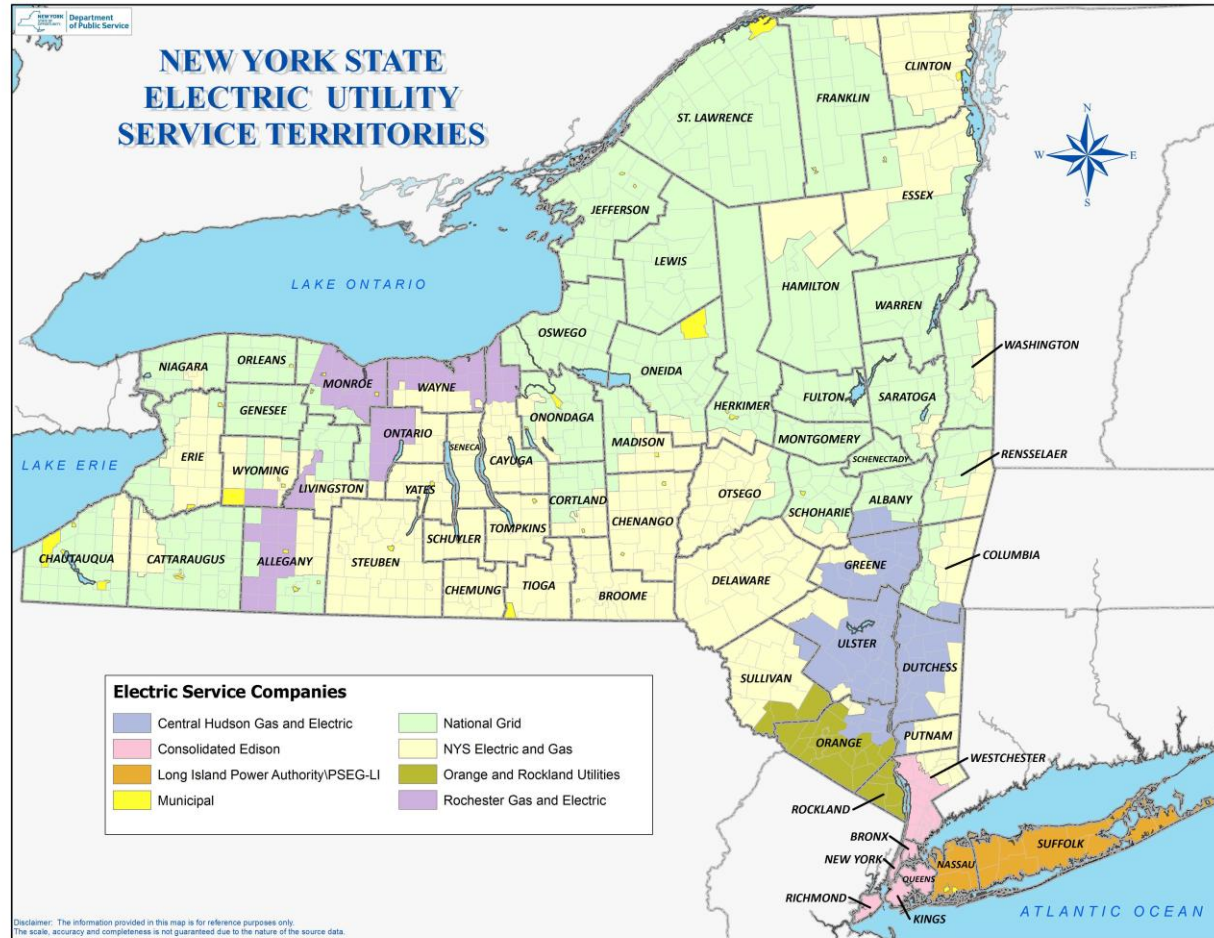 NEW YORK
STATE OF
OPPORTUNITY
Department
of Public Service
NEW YORK STATE
ELECTRIC UTILITY
SERVICE TERRITORIES
N
W
E
S
CLINTON
FRANKLIN
ST. LAWRENCE
ESSEX
JEFFERSON
LEWIS
HAMILTON
WARREN
LAKE ONTARIO
OSWEGO
ONEIDA
HERKIMER
WASHINGTON
NIAGARA
ORLEANS
MONROE
WAYNE
FULTON
SARATOGA
GENESEE
ONONDAGA
MADISON
MONTGOMERY
ONTARIO
SENECA
CAYUGA
SCHENECTADY
RENSSELAER
LAKE ERIE
ERIE
WYOMING
LIVINGSTON
YATES
CORTLAND
OTSEGO
SCHOHARIE
ALBANY
CHENANGO
TOMPKINS
SCHUYLER
COLUMBIA
CHAUTAUQUA
CATTARAUGUS
ALLEGANY
STEUBEN
GREENE
DELAWARE
CHEMUNG
TIOGA
BROOME
ULSTER
DUTCHESS
SULLIVAN
ORANGE
PUTNAM
WESTCHESTER
ROCKLAND
BRONX
NEW YORK
QUEENS
NASSAU
SUFFOLK
RICHMOND
KINGS
ATLANTIC OCEAN
Electric Service Companies
Central Hudson Gas and Electric
Consolidated Edison
Long Island Power Authority\PSEG-LI
Municipal
National Grid
NYS Electric and Gas
Orange and Rockland Utilities
Rochester Gas and Electric
Disclaimer: The information provided in this map is for reference purposes only.
The scale, accuracy and completeness is not guaranteed due to the nature of the source data.